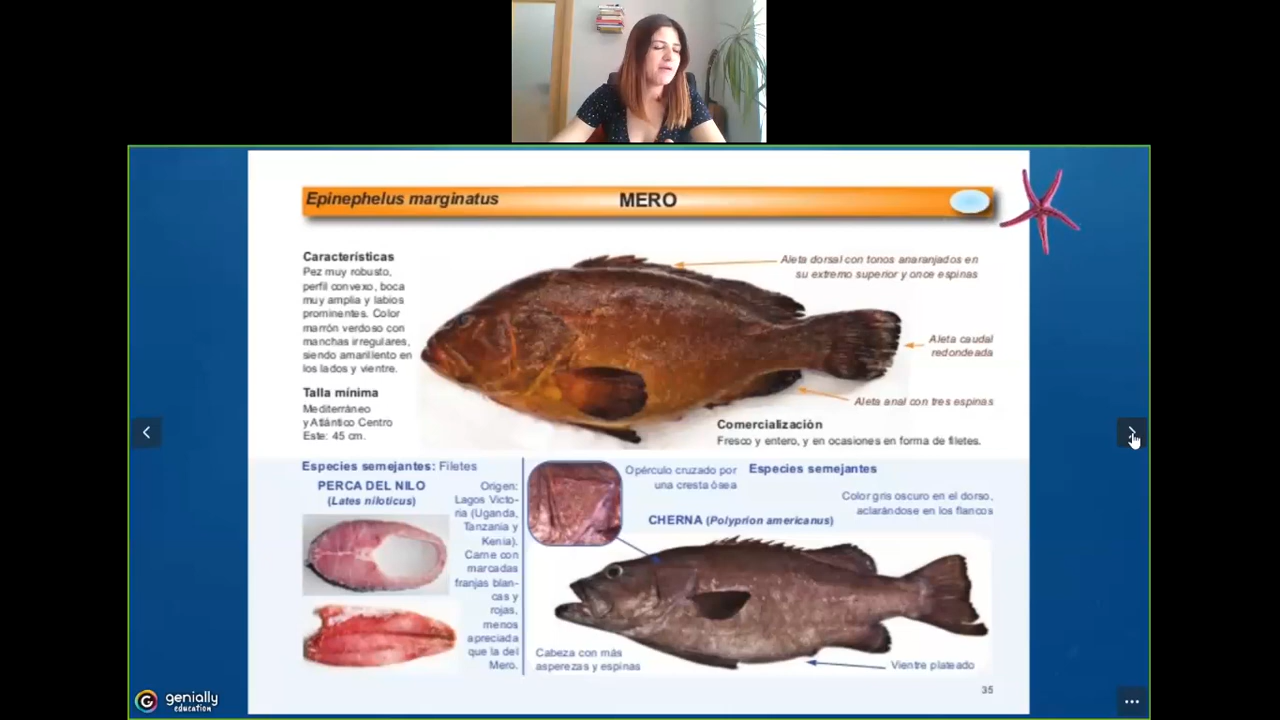 Epinephelus marginatus
MERO
Características
Pez muy robusto,
perfil convexo, boca
muy amplia y labios
prominentes. Color
marrón verdoso con
manchas irregulares,
siendo amarillento en
los lados y vientre.
Talla mínima
Mediterráneo
y Atlántico Centro
Este: 45 cm.
Aleta dorsal con tonos anaranjados en
su extremo superior y once espinas
Aleta caudal
redondeada
Aleta anal con tres espinas
Comercialización
Fresco y entero, y en ocasiones en forma de filetes.
Especies semejantes: Filetes
PERCA DEL NILO
(Lates niloticus)
Origen:
Lagos Victo-
ria (Uganda,
Tanzania y
Kenia).
Carne con
marcadas
franjas blan-
cas y
rojas,
menos
apreciada
que la del
Mero.
Opérculo cruzado por
una cresta ósea
Especies semejantes
Color gris oscuro en el dorso,
aclarándose en los flancos
CHERNA (Polyprion americanus)
Cabeza con más
asperezas y espinas
Vientre plateado
35
genially
education